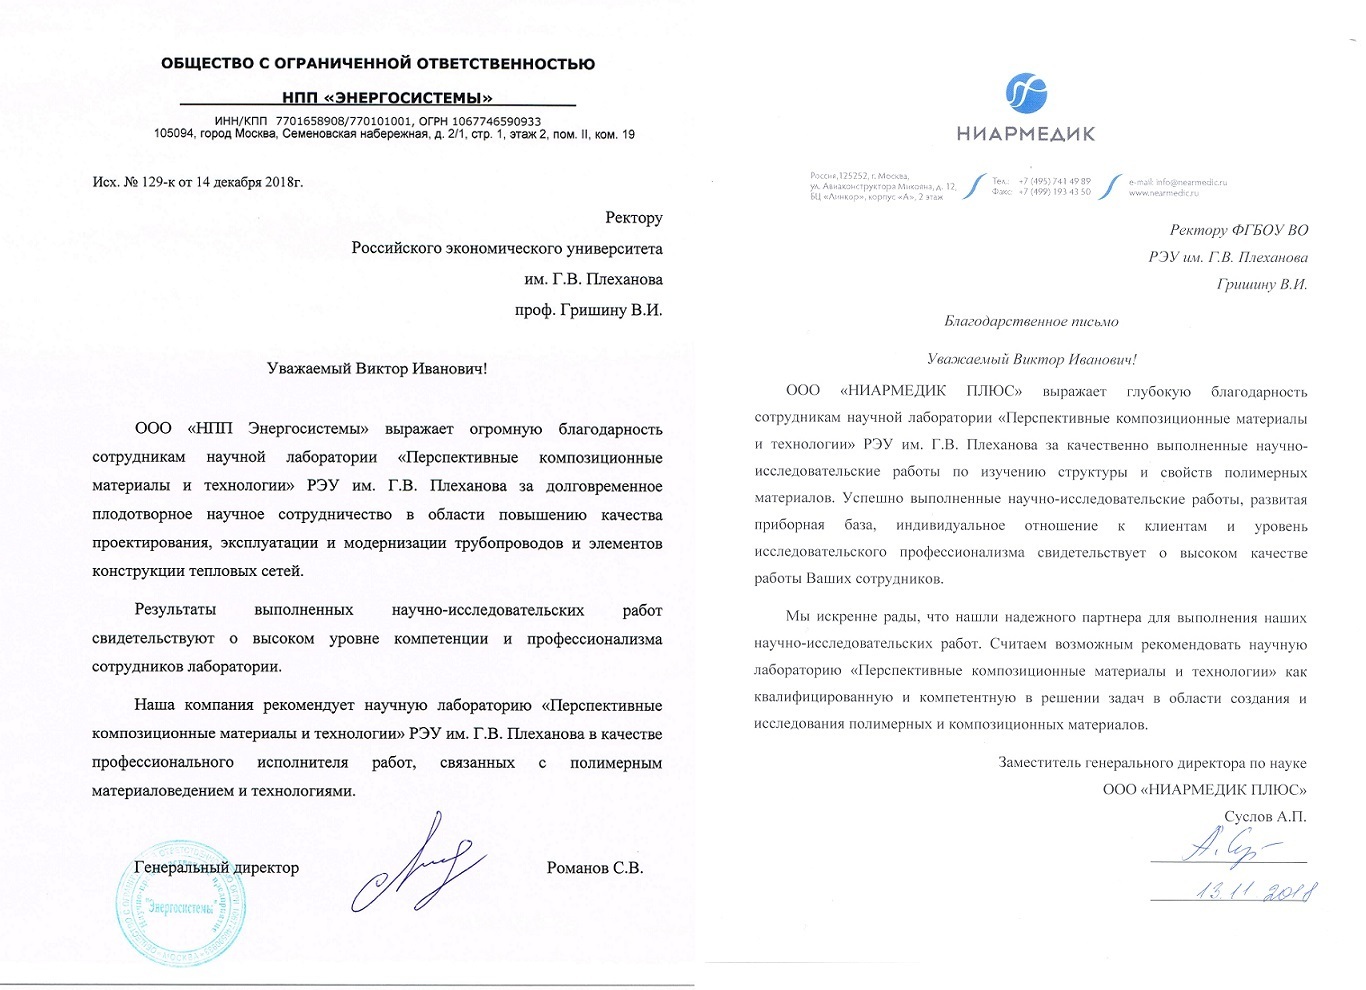 ОБЩЕСТВО С ОГРАНИЧЕННОЙ ОТВЕТСТВЕННОСТЬЮ
НПП «ЭНЕРГОСИСТЕМЫ»
ИНН/КПП 7701658908/770101001, ОГРН 1067746590933
105094, город Москва, Семеновская набережная, д. 2/1, стр. 1, этаж 2, пом. II, ком. 19
Исх. № 129-к от 14 декабря 2018г.
Ректору
Российского экономического университета
им. Г.В. Плеханова
проф. Гришину В.И.
Уважаемый Виктор Иванович!
ООО «НПП Энергосистемы» выражает огромную благодарность
сотрудникам научной лаборатории «Перспективные композиционные
материалы и технологии» РЭУ им. Г.В. Плеханова за долговременное
плодотворное научное сотрудничество в области повышению качества
проектирования, эксплуатации и модернизации трубопроводов и элементов
конструкции тепловых сетей.
Результаты выполненных научно-исследовательских работ
свидетельствуют о высоком уровне компетенции и профессионализма
сотрудников лаборатории.
Наша компания рекомендует научную лабораторию «Перспективные
композиционные материалы и технологии» РЭУ им. Г.В. Плеханова в качестве
профессионального исполнителя работ, связанных с полимерным
материаловедением и технологиями.
Генеральный директор
Романов С.В.
"Энергосистемы"
МОСКВА
НИАРМЕДИК
Россия,125252, г. Москва,
ул. Авиаконструктора Микояна, д. 12,
БЦ «Линкор», корпус «А», 2 этаж
Тел.: +7 (495) 741 49 89
Факс: +7 (499) 193 43 50
e-mail: info@nearmedic.ru
www.nearmedic.ru
Ректору ФГБОУ ВО
РЭУ им. Г.В. Плеханова
Гришину В.И.
Благодарственное письмо
Уважаемый Виктор Иванович!
ООО «НИАРМЕДИК ПЛЮС» выражает глубокую благодарность
сотрудникам научной лаборатории «Перспективные композиционные материалы
и технологии» РЭУ им. Г.В. Плеханова за качественно выполненные научно-
исследовательские работы по изучению структуры и свойств полимерных
материалов. Успешно выполненные научно-исследовательские работы, развитая
приборная база, индивидуальное отношение к клиентам и уровень
исследовательского профессионализма свидетельствует о высоком качестве
работы Ваших сотрудников.
Мы искренне рады, что нашли надежного партнера для выполнения наших
научно-исследовательских работ. Считаем возможным рекомендовать научную
лабораторию «Перспективные композиционные материалы и технологии» как
квалифицированную и компетентную в решении задач в области создания и
исследования полимерных и композиционных материалов.
Заместитель генерального директора по науке
ООО «НИАРМЕДИК ПЛЮС»
Суслов А.П.
13.11.2018